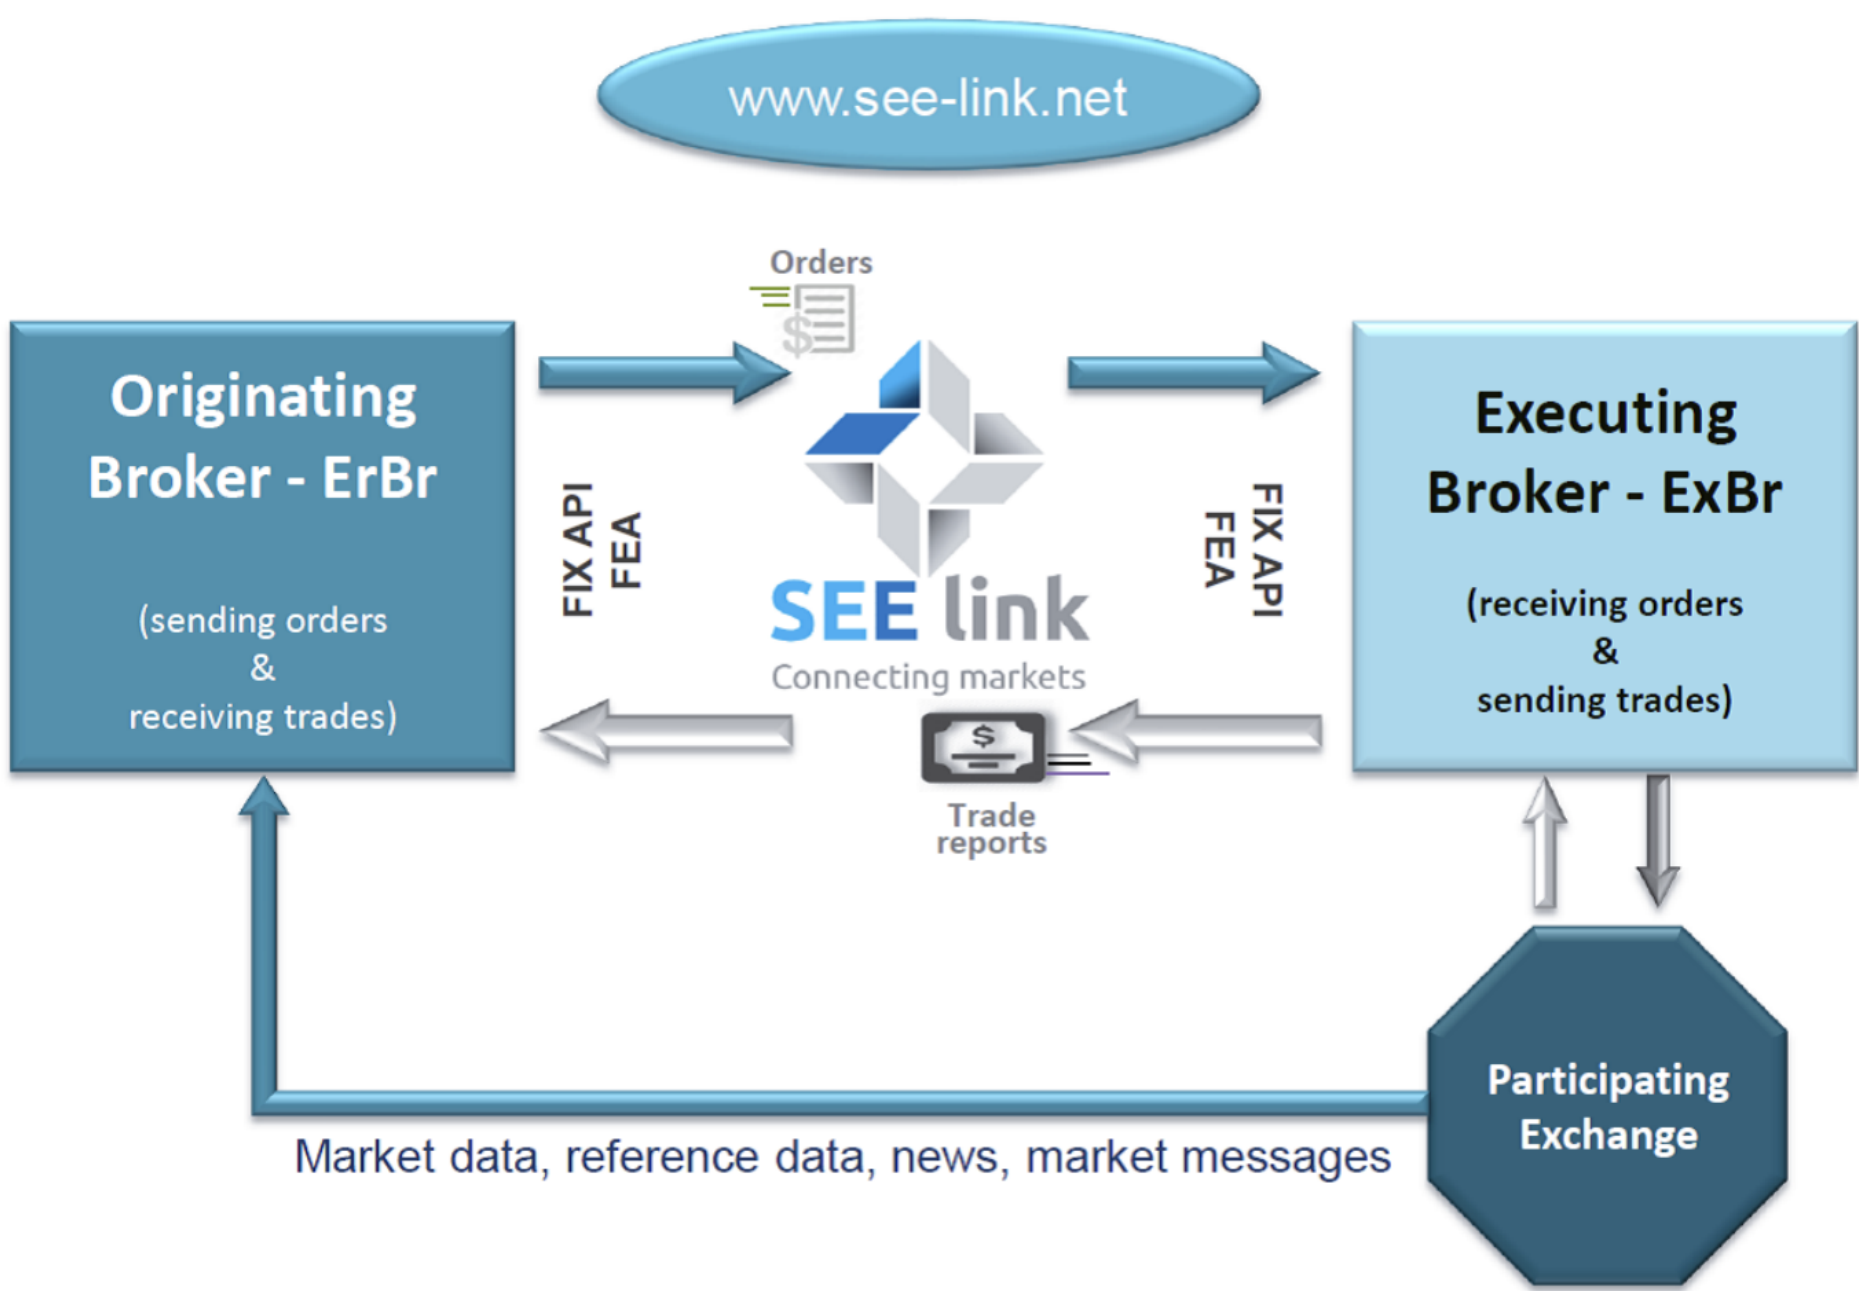 www.see-link.net
Orders
$
Originating
Broker - ErBr
(sending orders
&
receiving trades)
FIX API
FEA
SEE link
Connecting markets
$
Trade
reports
FIX API
FEA
Executing
Broker - ExBr
(receiving orders
&
sending trades)
Participating
Exchange
Market data, reference data, news, market messages